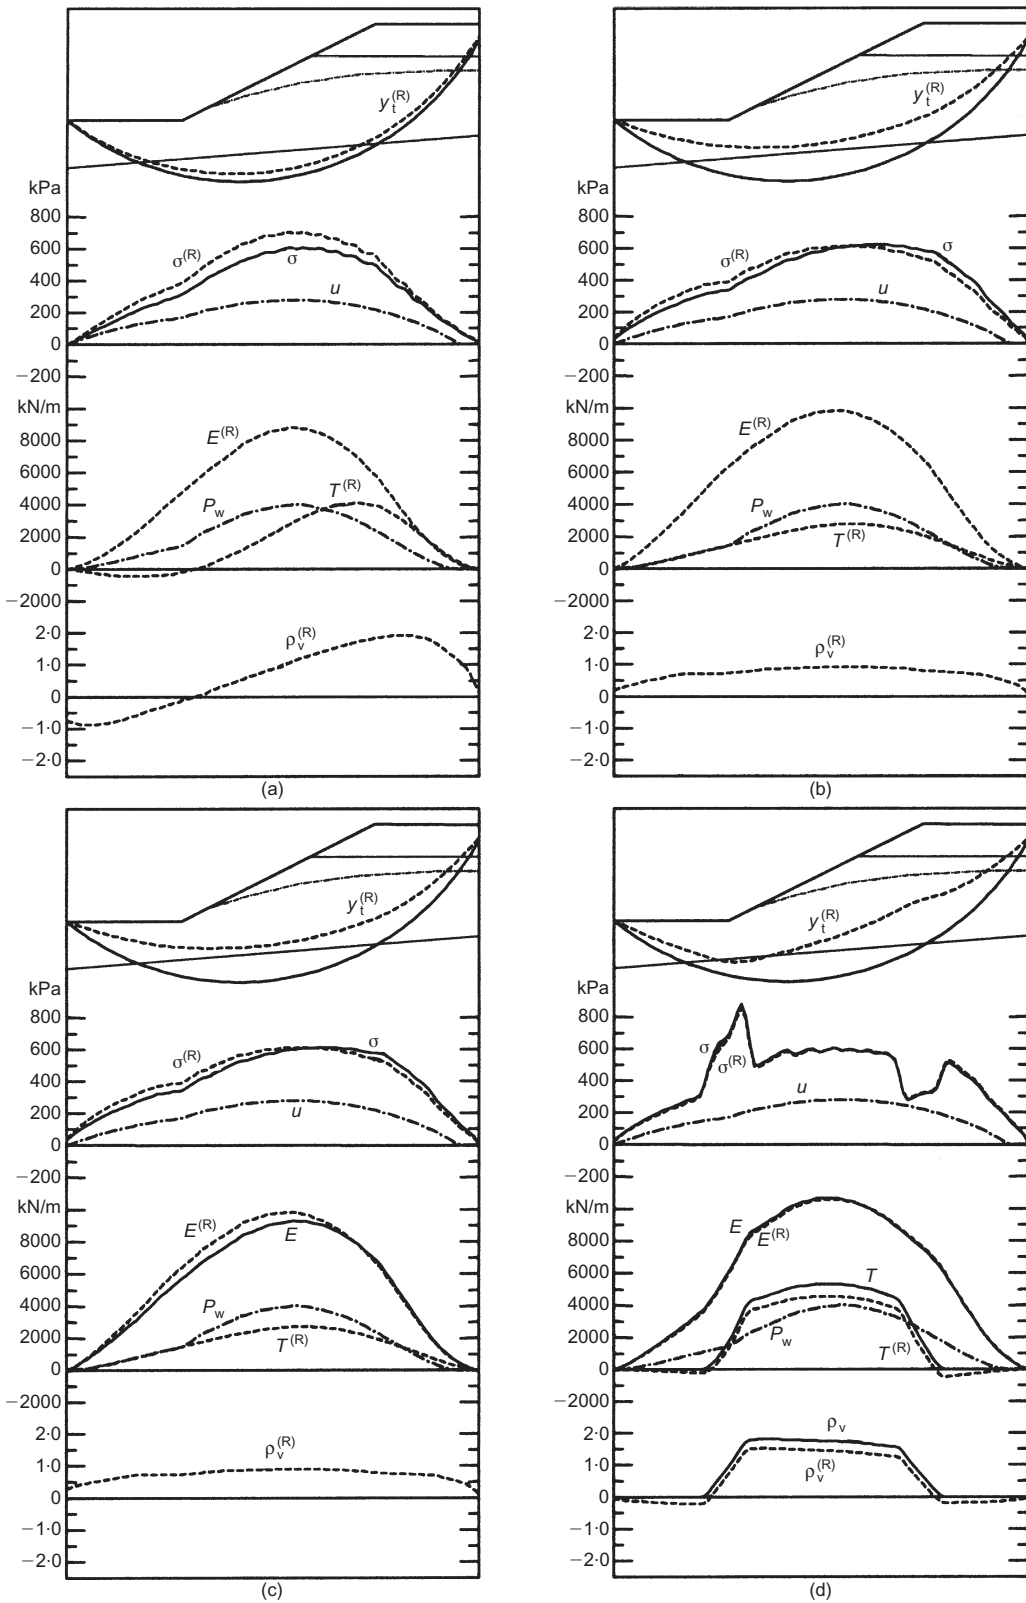 y_t^(R)
kPa
800
600
400
200
0
−200
σ^(R)
σ
u
kN/m
8000
6000
4000
2000
0
−2000
E^(R)
P_w
T^(R)
2·0
1·0
0
−1·0
−2·0
ρ_v^(R)
(a)
y_t^(R)
kPa
800
600
400
200
0
−200
σ^(R)
σ
u
kN/m
8000
6000
4000
2000
0
−2000
E^(R)
P_w
T^(R)
2·0
1·0
0
−1·0
−2·0
ρ_v^(R)
(b)
y_t^(R)
kPa
800
600
400
200
0
−200
σ^(R)
σ
u
kN/m
8000
6000
4000
2000
0
−2000
E^(R)
E
P_w
T^(R)
2·0
1·0
0
−1·0
−2·0
ρ_v^(R)
(c)
y_t^(R)
kPa
800
600
400
200
0
−200
σ
σ^(R)
u
kN/m
8000
6000
4000
2000
0
−2000
E
E^(R)
T
P_w
T^(R)
2·0
1·0
0
−1·0
−2·0
ρ_v
ρ_v^(R)
(d)